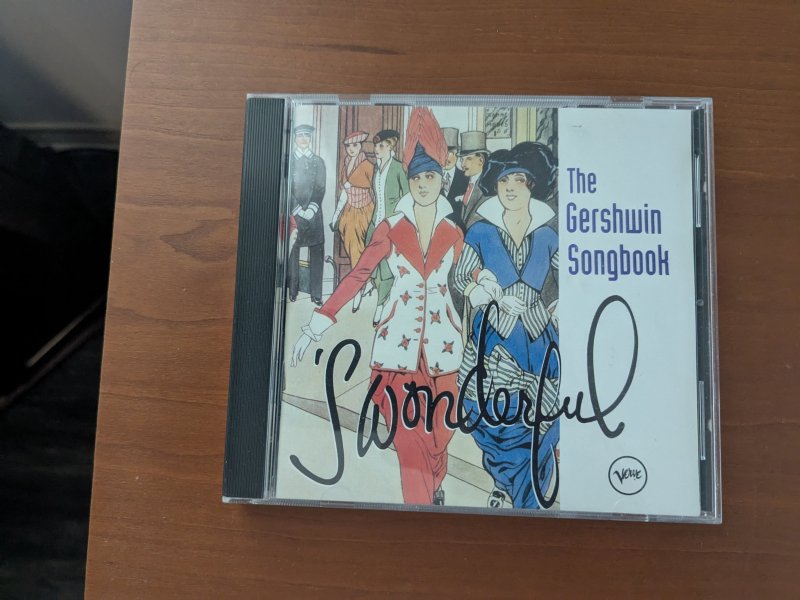 The
Gershwin
Songbook
'S wonderful
Verve